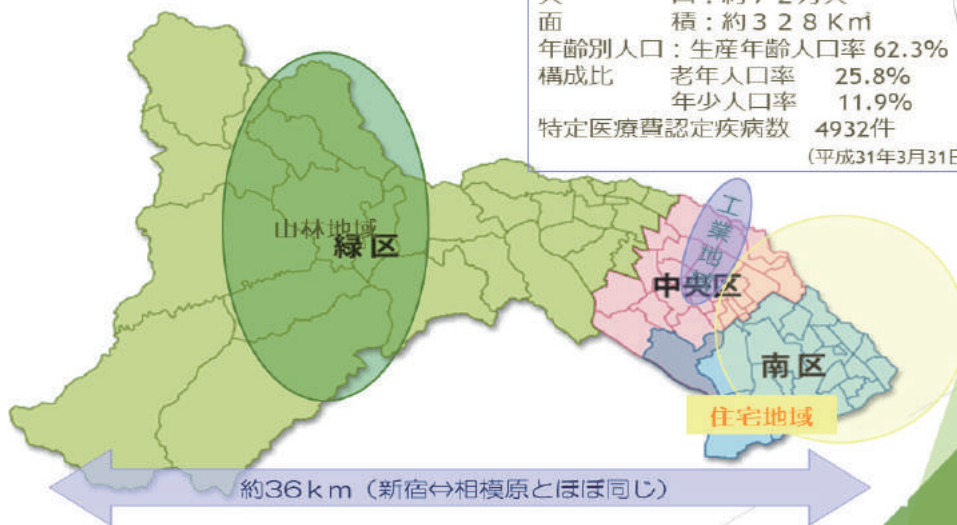 面　　　積：約３２８K㎡
年齢別人口：生産年齢人口率 62.3%
構成比　老年人口率　25.8%
年少人口率　11.9%
特定医療費認定疾病数　4932件
(平成31年3月31日
山林地域
緑区
工業地
中央区
南区
住宅地域
約36ｋｍ（新宿⇔相模原とほぼ同じ）